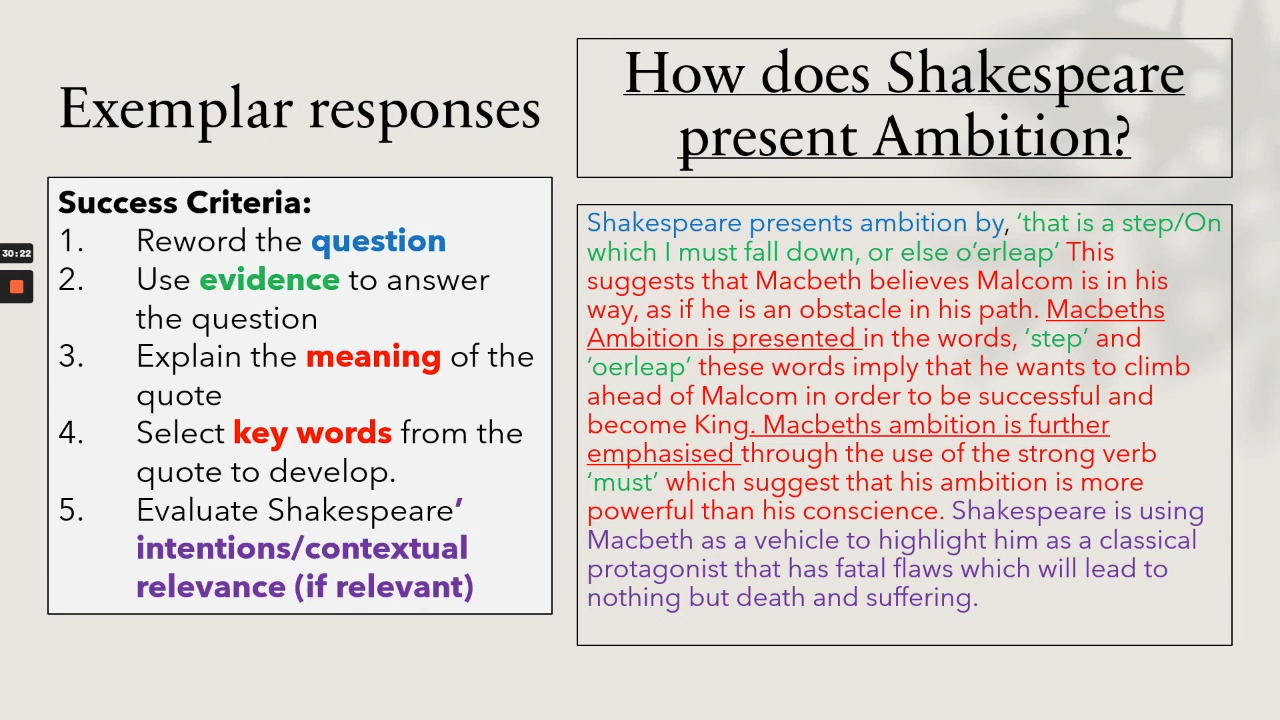 Exemplar responses
How does Shakespeare
present Ambition?
Success Criteria:
1. Reword the question
2. Use evidence to answer
the question
3. Explain the meaning of the
quote
4. Select key words from the
quote to develop.
5. Evaluate Shakespeare’
intentions/contextual
relevance (if relevant)
30:22
Shakespeare presents ambition by, ‘that is a step/On
which I must fall down, or else o’erleap’ This
suggests that Macbeth believes Malcom is in his
way, as if he is an obstacle in his path. Macbeths
Ambition is presented in the words, ‘step’ and
‘oerleap’ these words imply that he wants to climb
ahead of Malcom in order to be successful and
become King. Macbeths ambition is further
emphasised through the use of the strong verb
‘must’ which suggest that his ambition is more
powerful than his conscience. Shakespeare is using
Macbeth as a vehicle to highlight him as a classical
protagonist that has fatal flaws which will lead to
nothing but death and suffering.